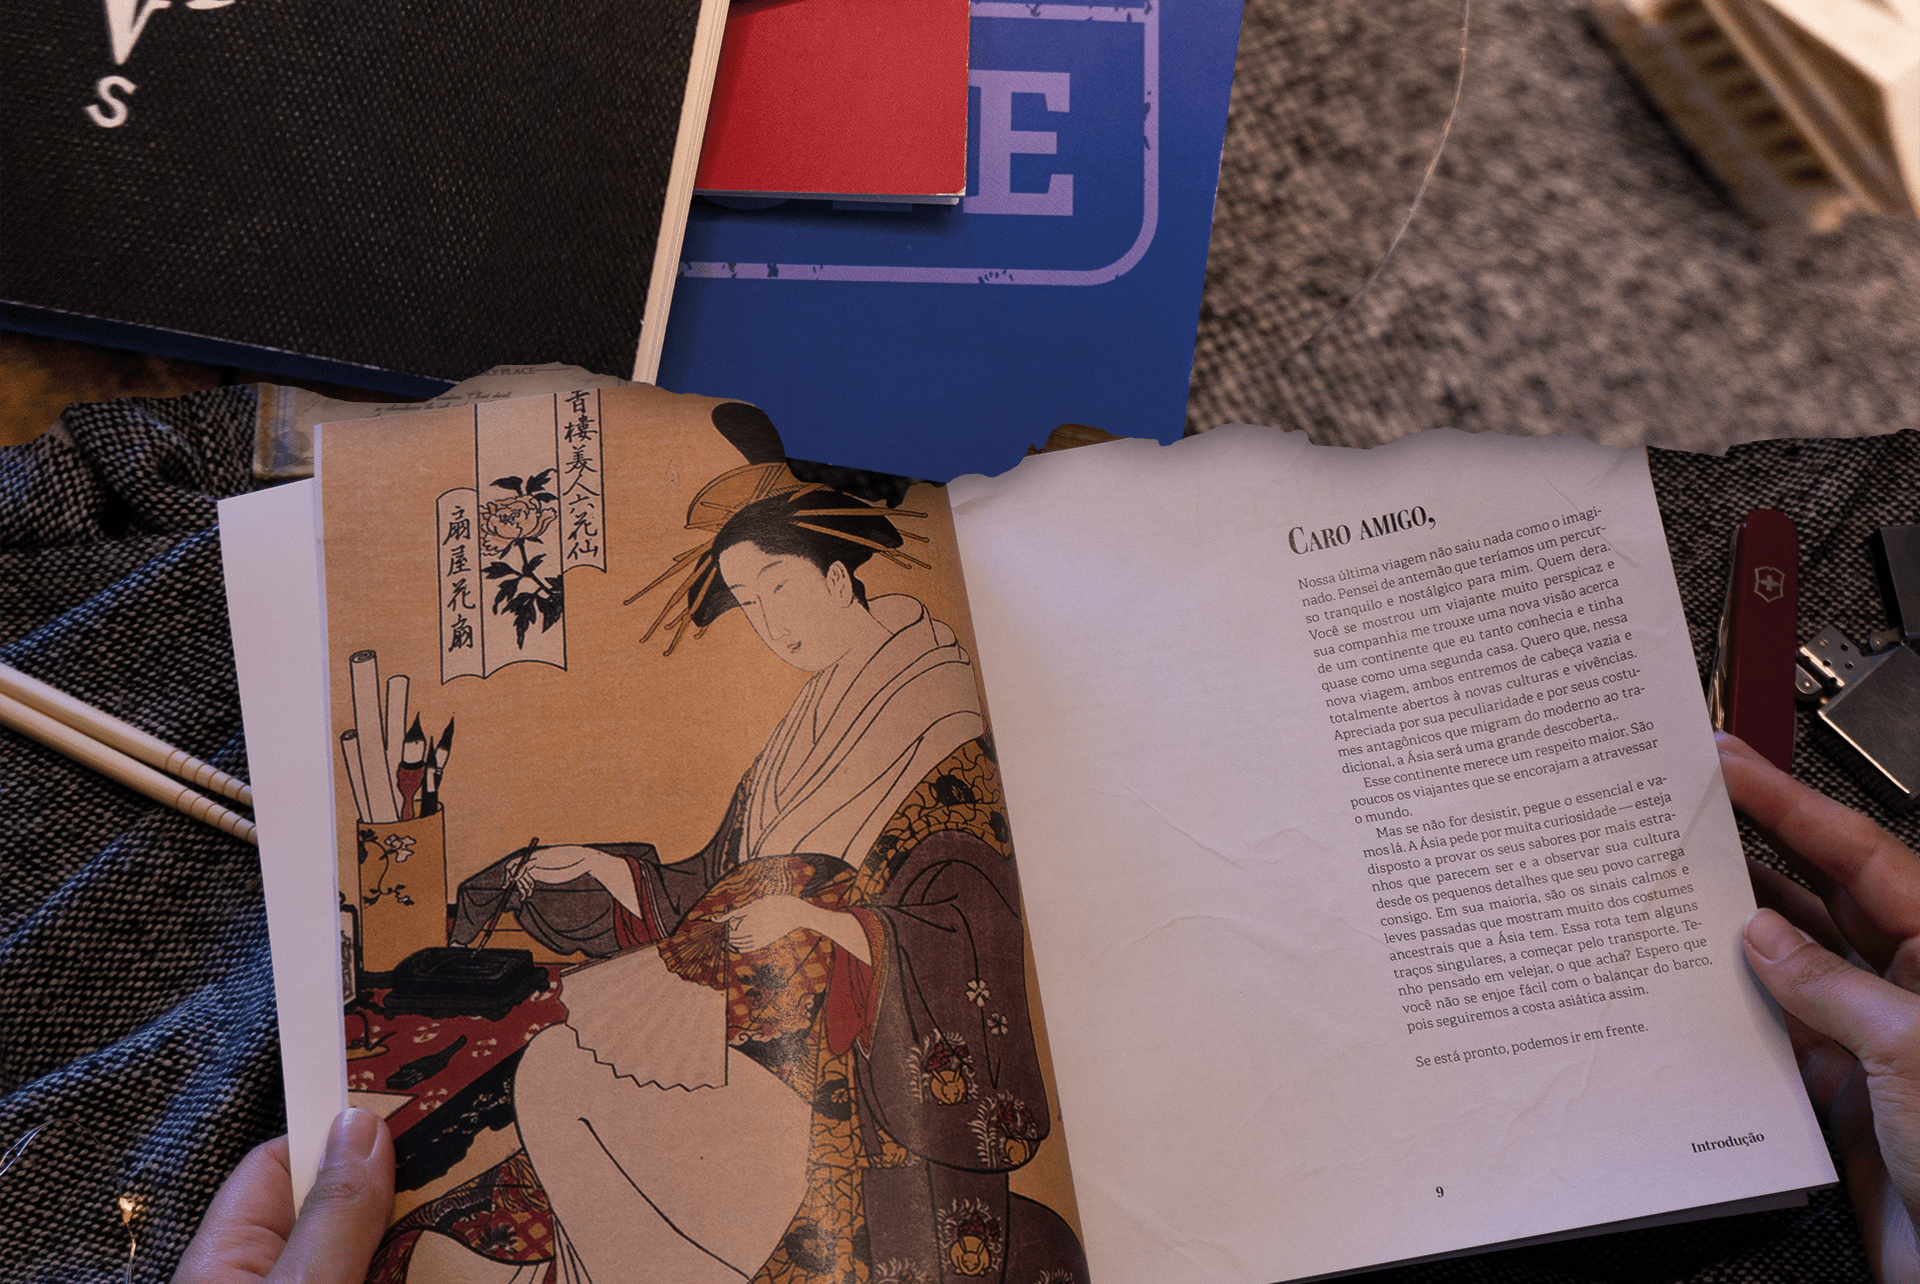 S
E
LY PLACE
青樓美人六花仙
扇屋花扇
CARO AMIGO,
Nossa última viagem não saiu nada como o imagi-
nado. Pensei de antemão que teríamos um percur-
so tranquilo e nostálgico para mim. Quem dera.
Você se mostrou um viajante muito perspicaz e
sua companhia me trouxe uma nova visão acerca
de um continente que eu tanto conhecia e tinha
quase como uma segunda casa. Quero que, nessa
nova viagem, ambos entremos de cabeça vazia e
totalmente abertos à novas culturas e vivências.
Apreciada por sua peculiaridade e por seus costu-
mes antagônicos que migram do moderno ao tra-
dicional, a Ásia será uma grande descoberta,.
Esse continente merece um respeito maior. São
poucos os viajantes que se encorajam a atravessar
o mundo.
Mas se não for desistir, pegue o essencial e va-
mos lá. A Ásia pede por muita curiosidade — esteja
disposto a provar os seus sabores por mais estra-
nhos que parecem ser e a observar sua cultura
desde os pequenos detalhes que seu povo carrega
consigo. Em sua maioria, são os sinais calmos e
leves passadas que mostram muito dos costumes
ancestrais que a Ásia tem. Essa rota tem alguns
traços singulares, a começar pelo transporte. Te-
nho pensado em velejar, o que acha? Espero que
você não se enjoe fácil com o balançar do barco,
pois seguiremos a costa asiática assim.
Se está pronto, podemos ir em frente.
Introdução
9